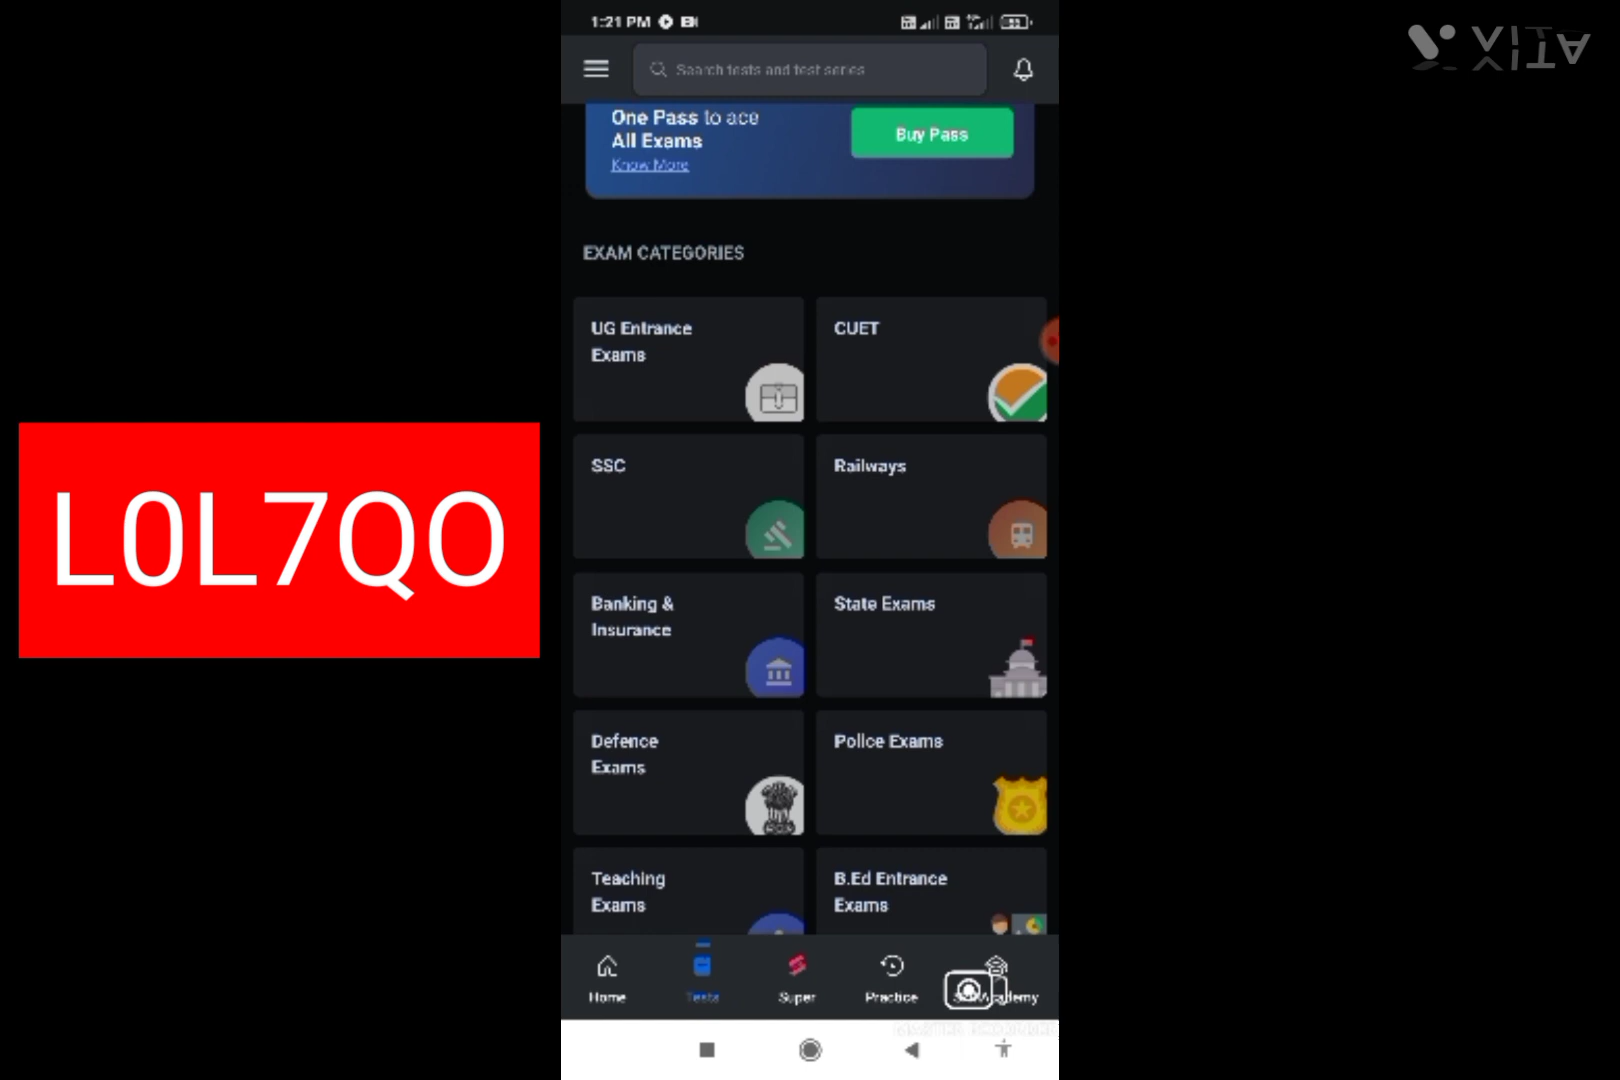 1:21 PM
VITA
Search tests and test series
One Pass to ace
All Exams
Know More
Buy Pass
EXAM CATEGORIES
UG Entrance
Exams
CUET
SSC
Railways
Banking &
Insurance
State Exams
Defence
Exams
Police Exams
Teaching
Exams
B.Ed Entrance
Exams
L0L7QO
Home
Tests
Super
Practice